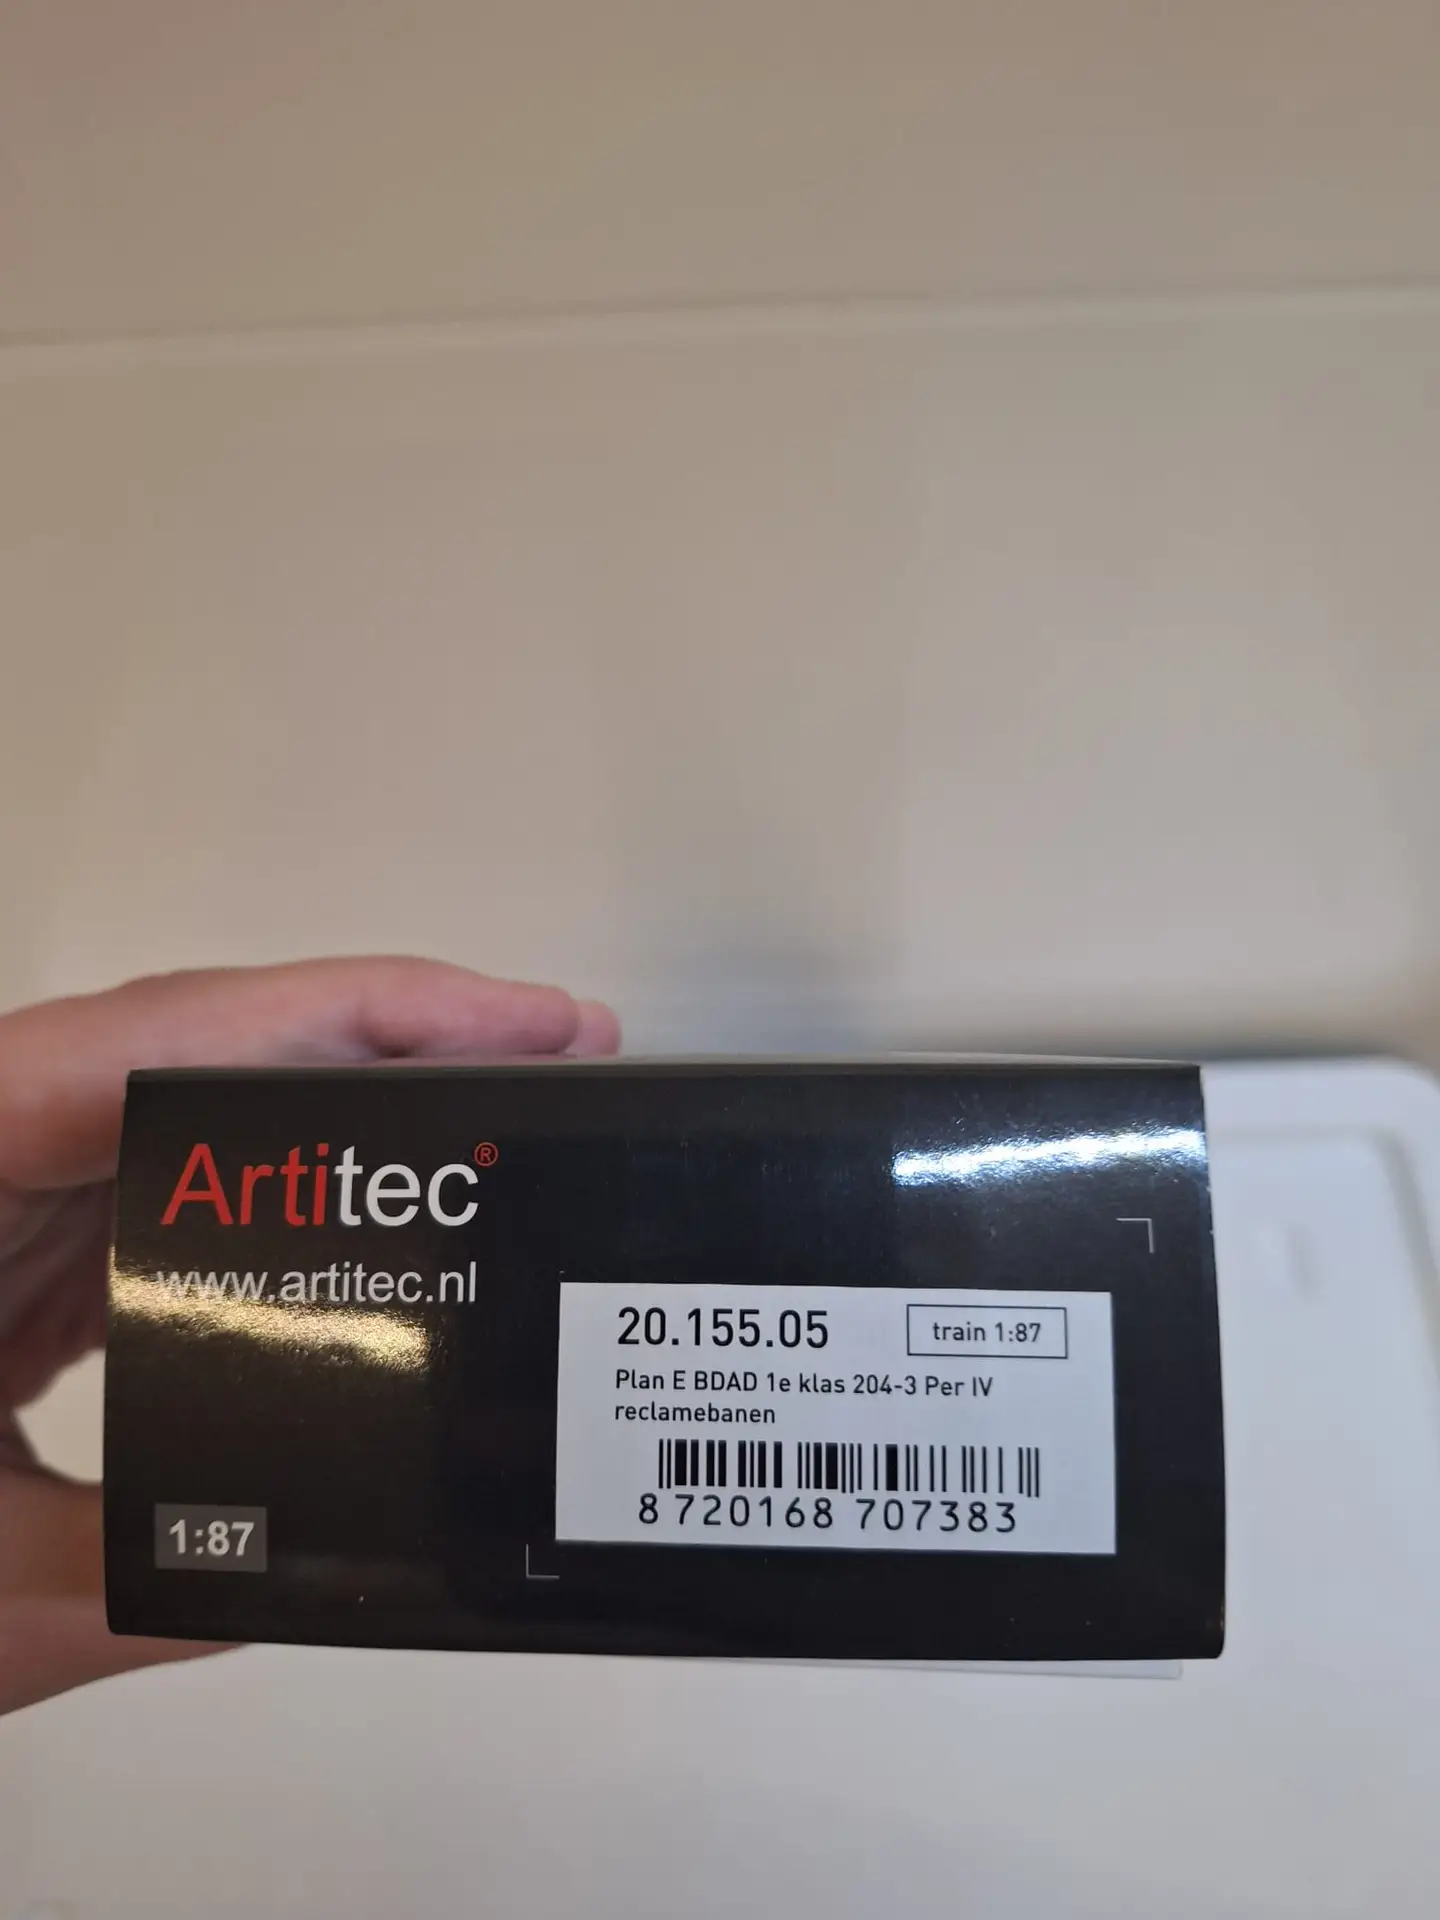 Artitec®
www.artitec.nl
20.155.05
train 1:87
Plan E BDAD 1e klas 204-3 Per IV
reclamebanen
8 720168 707383
1:87